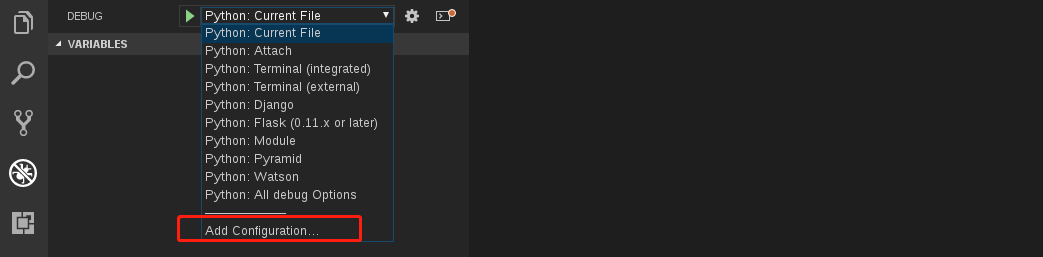 DEBUG
Python: Current File
Python: Current File
VARIABLES
Python: Attach
Python: Terminal (integrated)
Python: Terminal (external)
Python: Django
Python: Flask (0.11.x or later)
Python: Module
Python: Pyramid
Python: Watson
Python: All debug Options
Add Configuration...